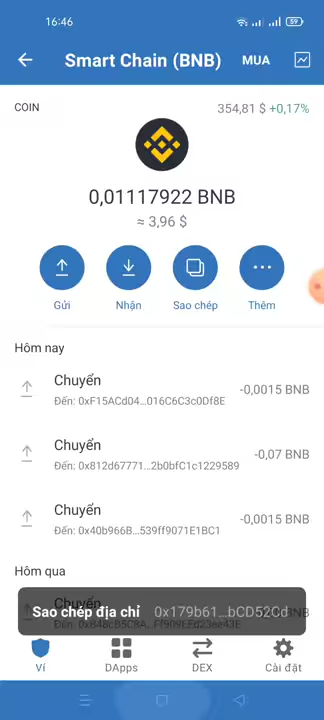 16:46
59
Smart Chain (BNB)
MUA
COIN
354,81 $ +0,17%
0,01117922 BNB
≈ 3,96 $
Gửi
Nhận
Sao chép
Thêm
Hôm nay
Chuyển
-0,0015 BNB
Đến: 0xF15ACd04...016C6C3c0Df8E
Chuyển
-0,07 BNB
Đến: 0x812d67771...2b0bfC1c1229589
Chuyển
-0,0015 BNB
Đến: 0x40b966B...539ff9071E1BC1
Hôm qua
Chuyển
Sao chép địa chỉ 0x179b61...bCD520d
Đến:
Ví
DApps
DEX
Cài đặt